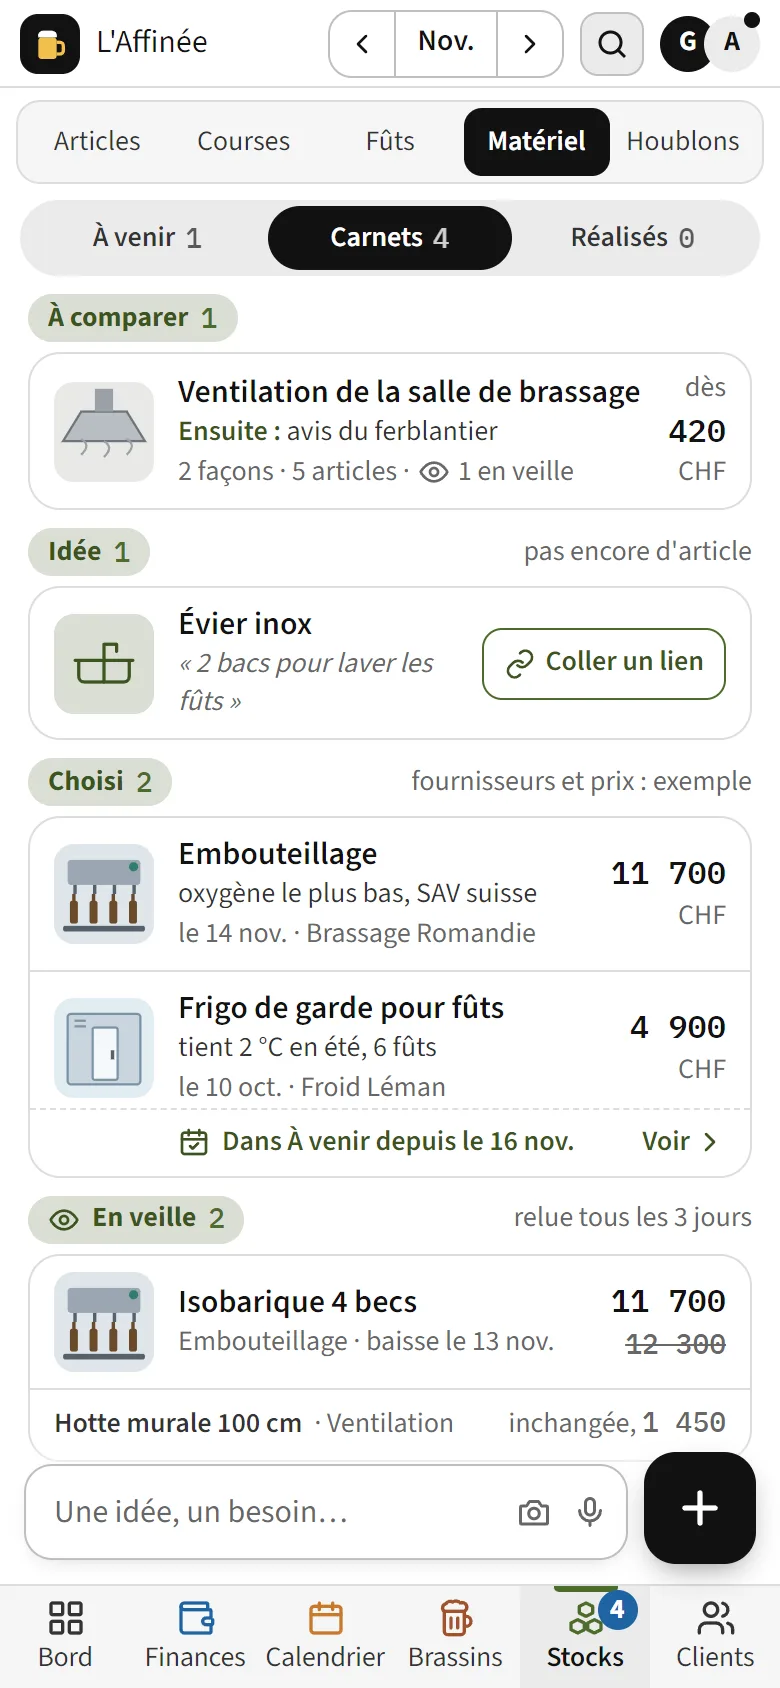 L'Affinée
Nov.
G
A
Articles
Courses
Fûts
Matériel
Houblons
À venir 1
Carnets 4
Réalisés 0
À comparer 1
Ventilation de la salle de brassage
dès
Ensuite : avis du ferblantier
420
2 façons · 5 articles · 1 en veille
CHF
Idée 1
pas encore d'article
Évier inox
« 2 bacs pour laver les
fûts »
Coller un lien
Choisi 2
fournisseurs et prix : exemple
Embouteillage
11 700
oxygène le plus bas, SAV suisse
CHF
le 14 nov. · Brassage Romandie
Frigo de garde pour fûts
4 900
tient 2 °C en été, 6 fûts
CHF
le 10 oct. · Froid Léman
Dans À venir depuis le 16 nov.
Voir
En veille 2
relue tous les 3 jours
Isobarique 4 becs
11 700
Embouteillage · baisse le 13 nov.
12 300
Hotte murale 100 cm · Ventilation
inchangée, 1 450
Une idée, un besoin…
4
Bord
Finances
Calendrier
Brassins
Stocks
Clients